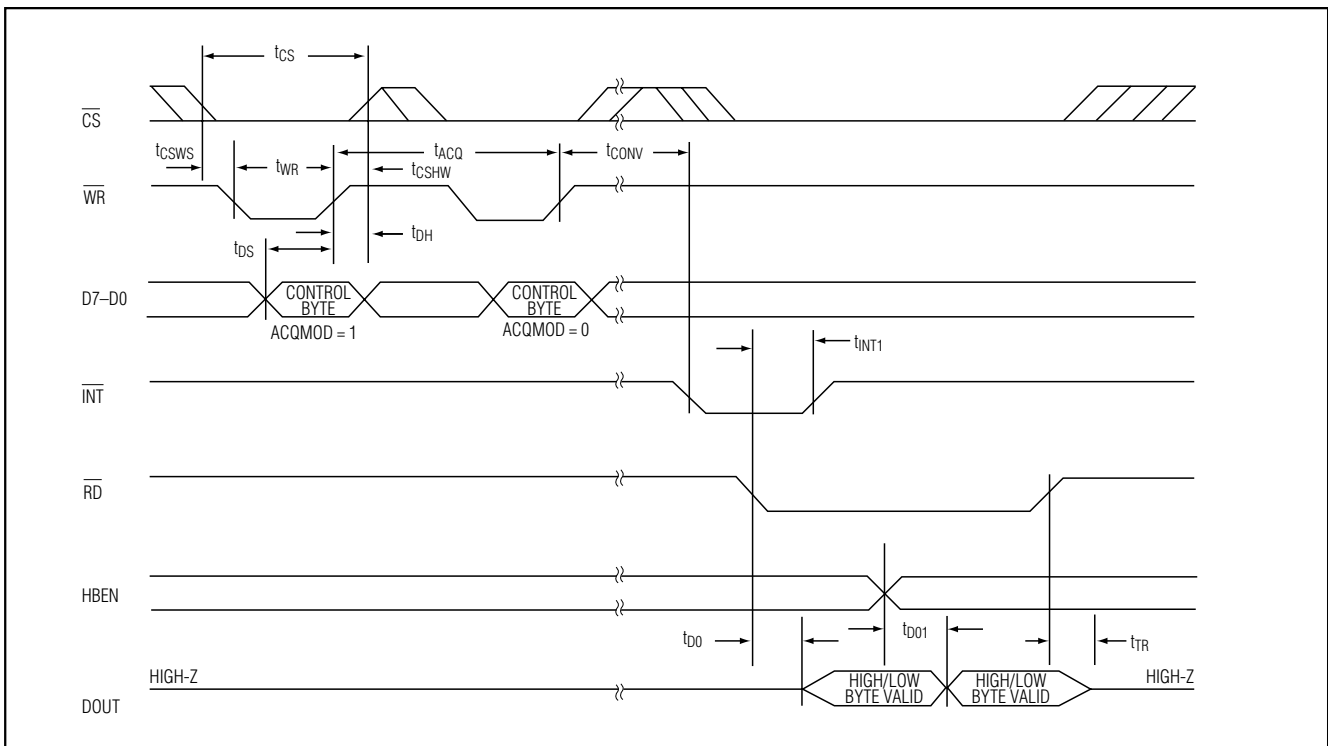 tCS
CS
tCSWS
tWR
tACQ
tCSHW
tCONV
WR
tDS
tDH
D7–D0
CONTROL
BYTE
ACQMOD = 1
CONTROL
BYTE
ACQMOD = 0
tINT1
INT
RD
HBEN
tD0
tD01
tTR
HIGH-Z
HIGH/LOW
BYTE VALID
HIGH/LOW
BYTE VALID
HIGH-Z
DOUT